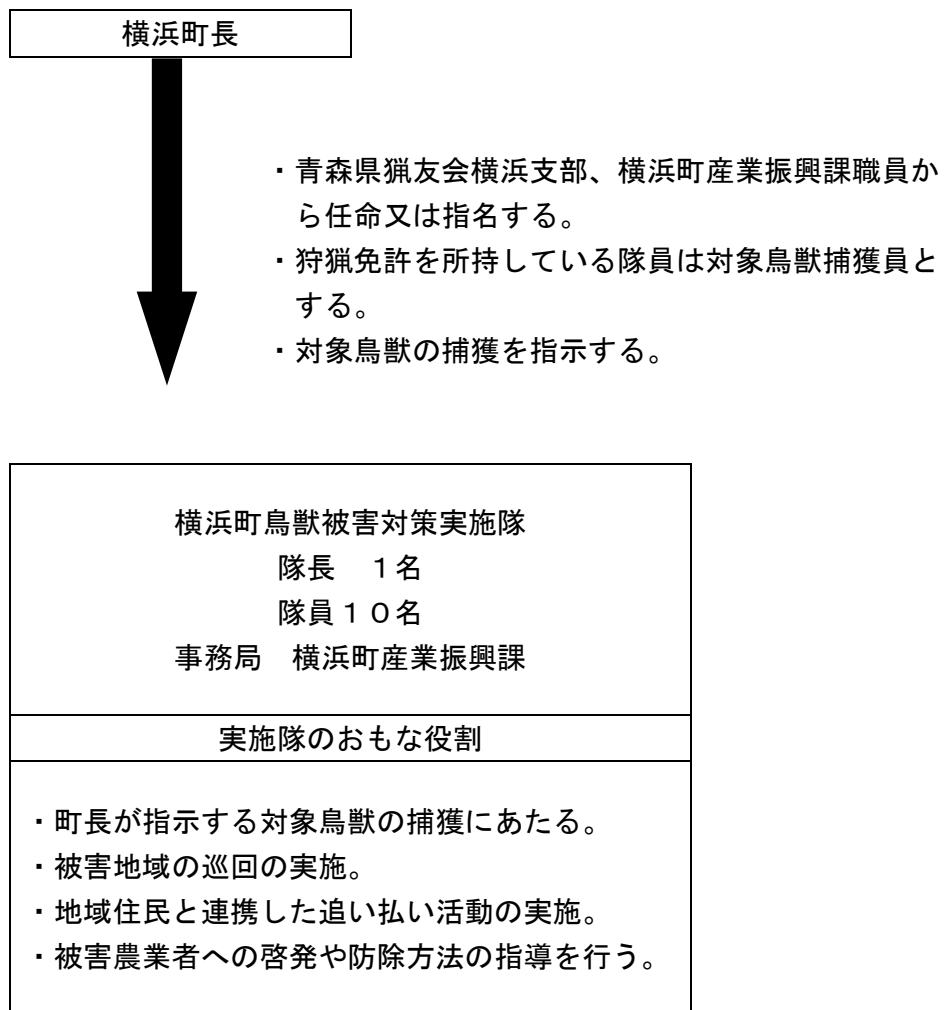 横浜町長
・青森県猟友会横浜支部、横浜町産業振興課職員か
ら任命又は指名する。
・狩猟免許を所持している隊員は対象鳥獣捕獲員と
する。
・対象鳥獣の捕獲を指示する。
横浜町鳥獣被害対策実施隊
隊長　１名
隊員１０名
事務局　横浜町産業振興課
実施隊のおもな役割
・町長が指示する対象鳥獣の捕獲にあたる。
・被害地域の巡回の実施。
・地域住民と連携した追い払い活動の実施。
・被害農業者への啓発や防除方法の指導を行う。